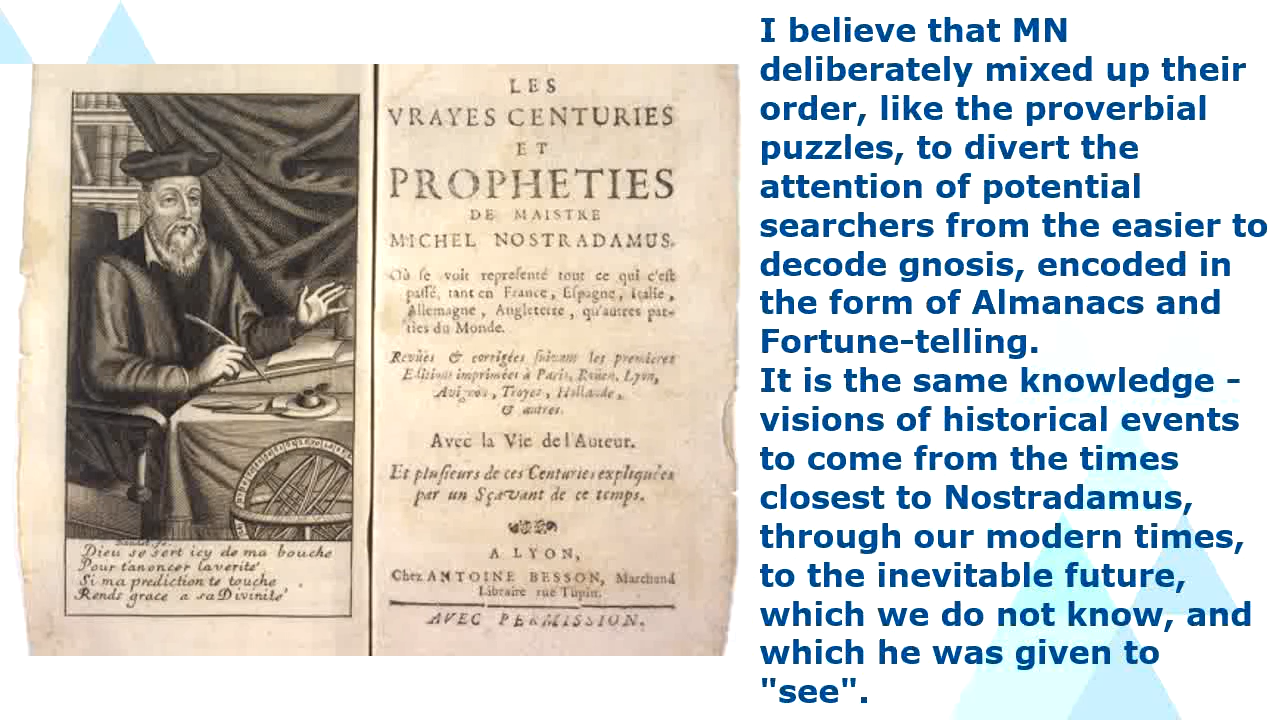 LES
VRAYES CENTURIES
ET
PROPHETIES
DE MAISTRE
MICHEL NOSTRADAMUS.
Où se voit representé tout ce qui c'est
passé, tant en France, Espagne, Italie,
Allemagne, Angleterre, qu'autres par-
ties du Monde.
Revües & corrigées suivant les premieres
Editions imprimées à Paris, Roüen, Lyon,
Avignon, Troyes, Hollande,
& autres.
Avec la Vie de l'Auteur.
Et plusieurs de ces Centuries expliquées
par un Sçavant de ce temps.
A LYON,
Chez ANTOINE BESSON, Marchand
Libraire rue Tupin.
AVEC PERMISSION.
Dieu se sert icy de ma bouche
Pour t'anoncer la verité
Si ma prediction te touche
Rends grace a sa Divinité
I believe that MN
deliberately mixed up their
order, like the proverbial
puzzles, to divert the
attention of potential
searchers from the easier to
decode gnosis, encoded in
the form of Almanacs and
Fortune-telling.
It is the same knowledge -
visions of historical events
to come from the times
closest to Nostradamus,
through our modern times,
to the inevitable future,
which we do not know, and
which he was given to
"see".